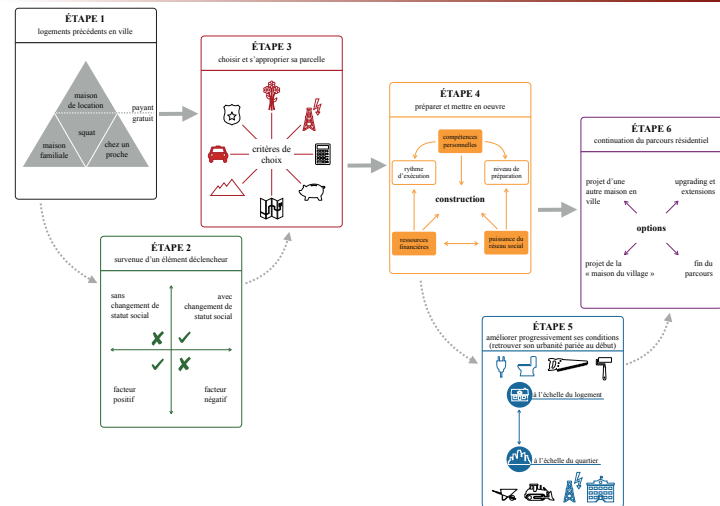 ÉTAPE 1
logements précédents en ville
maison
de location
payant
gratuit
squat
maison
familiale
chez un
proche
ÉTAPE 2
survenue d'un élément déclencheur
sans
changement de
statut social
avec
changement de
statut social
facteur
positif
facteur
négatif
ÉTAPE 3
choisir et s'approprier sa parcelle
critères de
choix
ÉTAPE 4
préparer et mettre en oeuvre
compétences
personnelles
rythme
d'exécution
niveau de
préparation
construction
ressources
financières
puissance du
réseau social
ÉTAPE 5
améliorer progressivement ses conditions
(retrouver son urbanité pariée au début)
à l'échelle du logement
à l'échelle du quartier
ÉTAPE 6
continuation du parcours résidentiel
projet d'une
autre maison en
ville
upgrading et
extensions
options
projet de la
« maison du village »
fin du
parcours